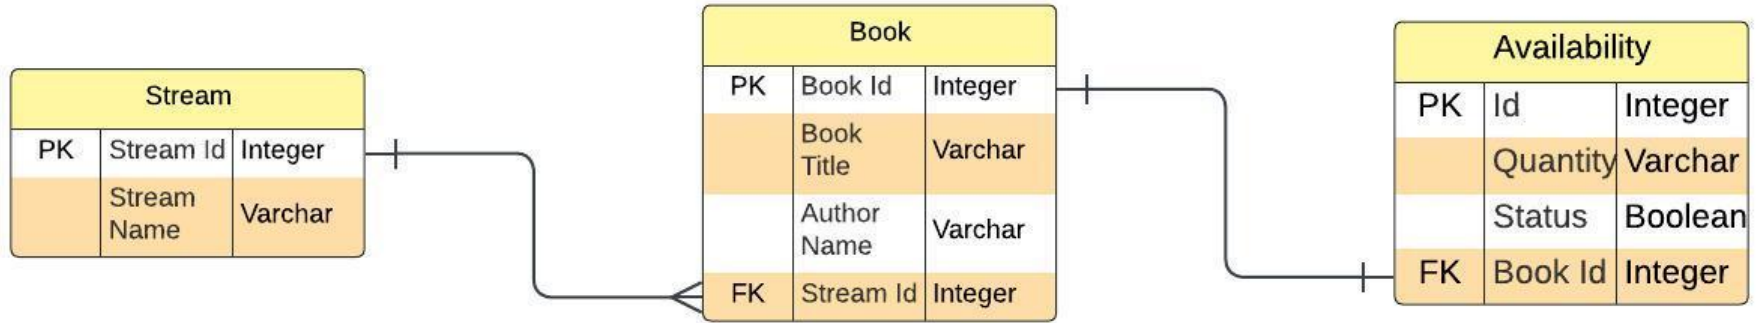 Stream
PK Stream Id Integer
Stream
Name
Varchar
Book
PK Book Id Integer
Book
Title
Varchar
Author
Name
Varchar
FK Stream Id Integer
Availability
PK Id Integer
Quantity Varchar
Status Boolean
FK Book Id Integer